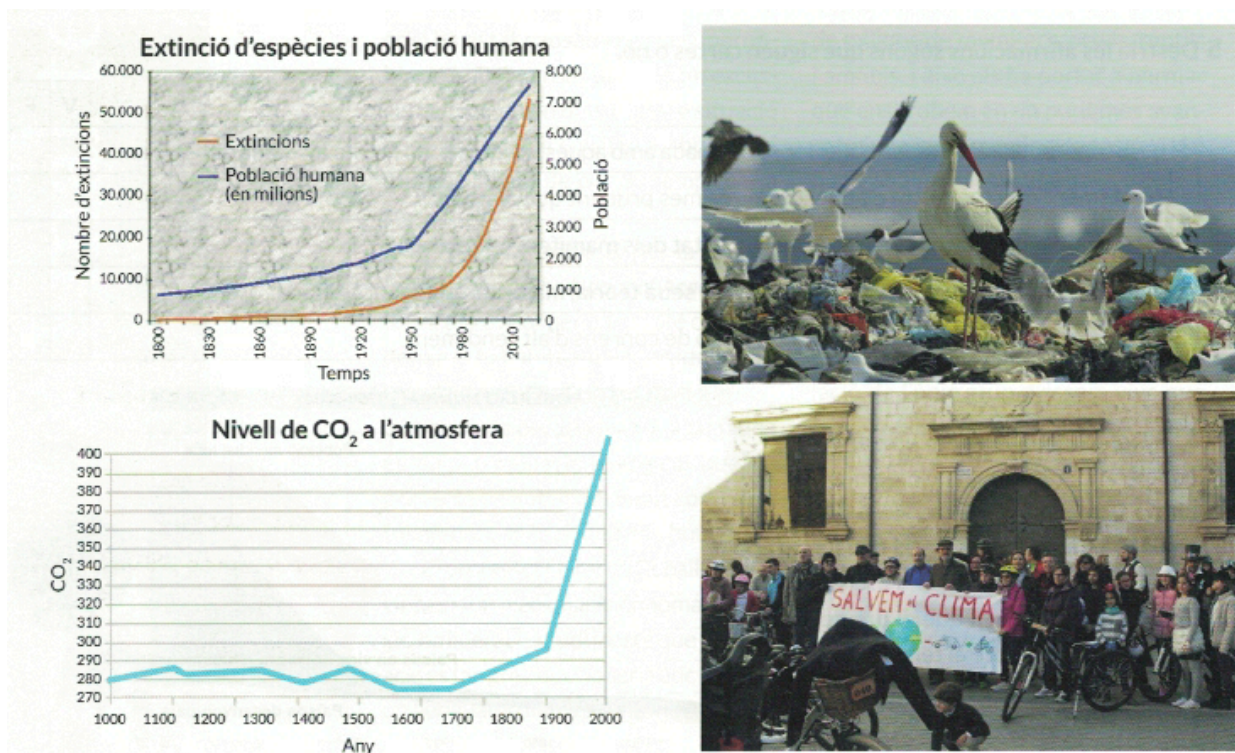 Extinció d'espècies i població humana
60.000
50.000
40.000
30.000
20.000
10.000
0
Nombre d'extincions
Extincions
Població humana
(en milions)
8.000
7.000
6.000
5.000
4.000
3.000
2.000
1.000
0
Població
1800 1830 1860 1890 1920 1950 1980 2010
Temps
Nivell de CO₂ a l'atmosfera
400
390
380
370
360
350
340
330
320
310
300
290
280
270
CO₂
1000 1100 1200 1300 1400 1500 1600 1700 1800 1900 2000
Any
SALVEM el CLIMA